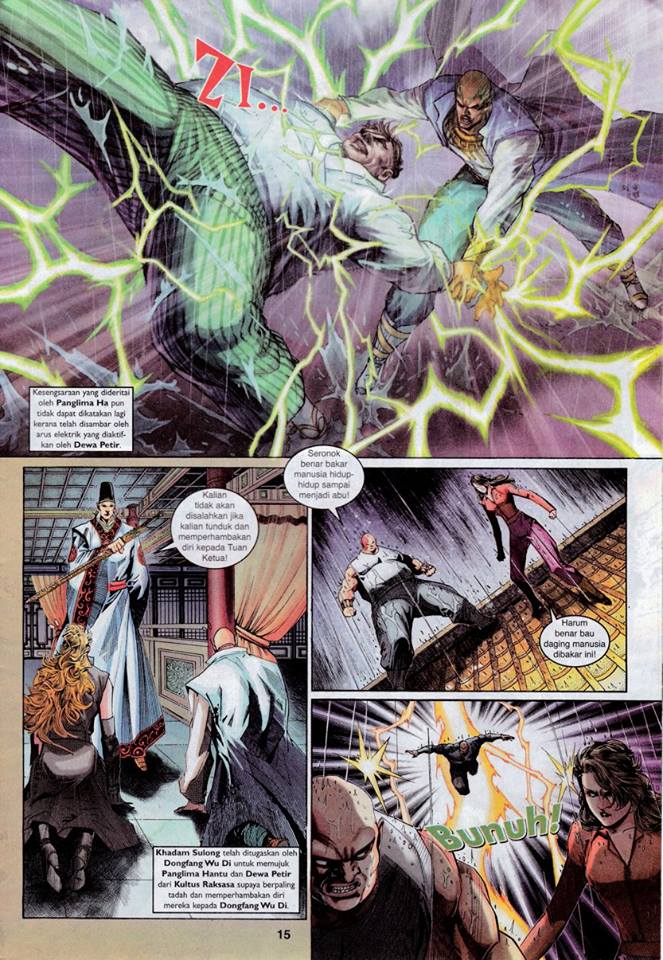 ZI...
Kesengsaraan yang dideritai
oleh Panglima Ha pun
tidak dapat dikatakan lagi
kerana telah disambar oleh
arus elektrik yang diaktif-
kan oleh Dewa Petir.
Kalian
tidak akan
disalahkan jika
kalian tunduk dan
memperhambakan
diri kepada Tuan
Ketua!
Khadam Sulong telah ditugaskan oleh
Dongfang Wu Di untuk memujuk
Panglima Hantu dan Dewa Petir
dari Kultus Raksasa supaya berpaling
tadah dan memperhambakan diri
mereka kepada Dongfang Wu Di.
Seronok
benar bakar
manusia hidup-
hidup sampai
menjadi abu!
Harum
benar bau
daging manusia
dibakar ini!
Bunuh!
15